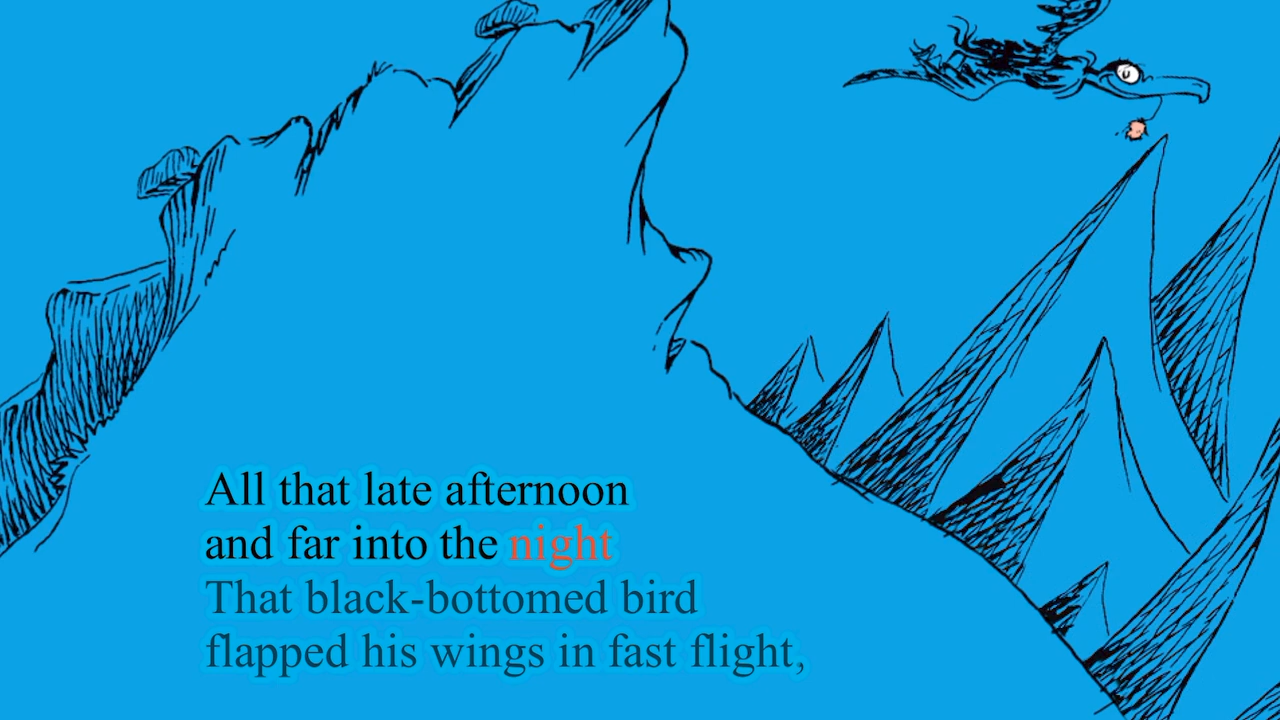 All that late afternoon
and far into the night
That black-bottomed bird
flapped his wings in fast flight,